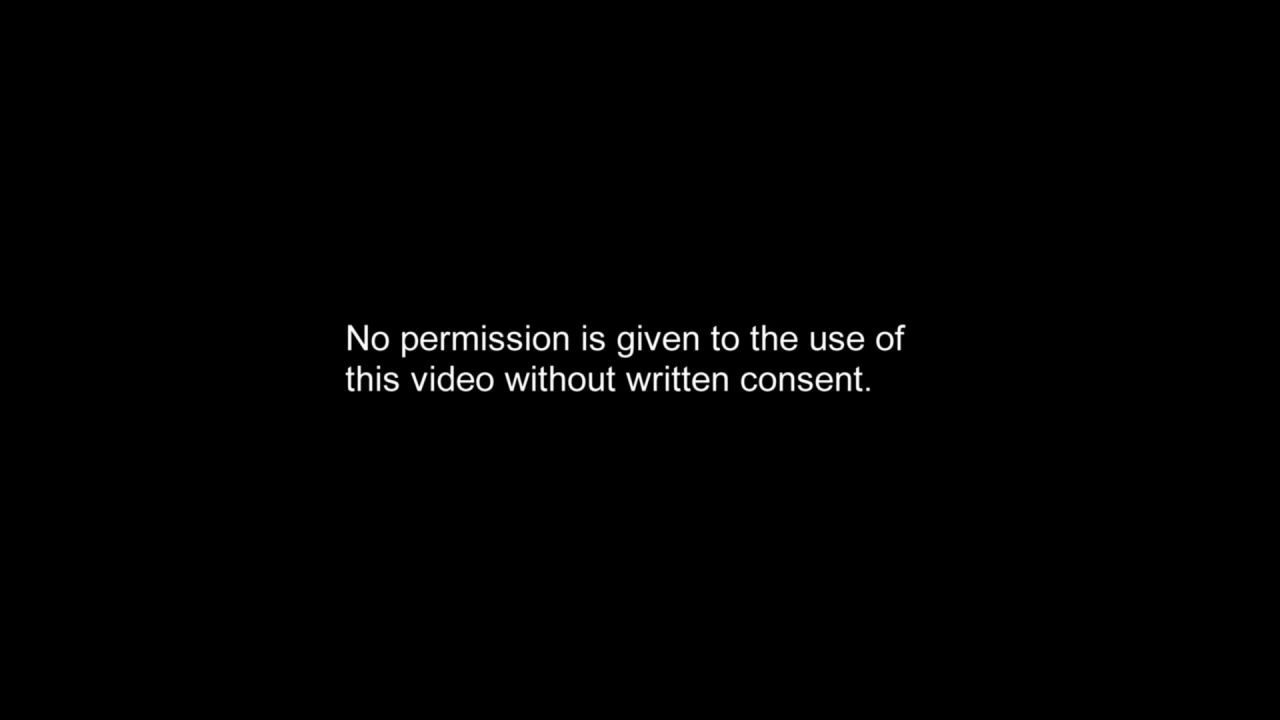 No permission is given to the use of
this video without written consent.